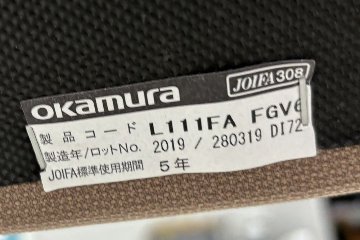 JOIFA308
okamura
製品コード L111FA FGV6
製造年/ロットNo. 2019 / 280319 DI72
JOIFA標準使用期間 5年